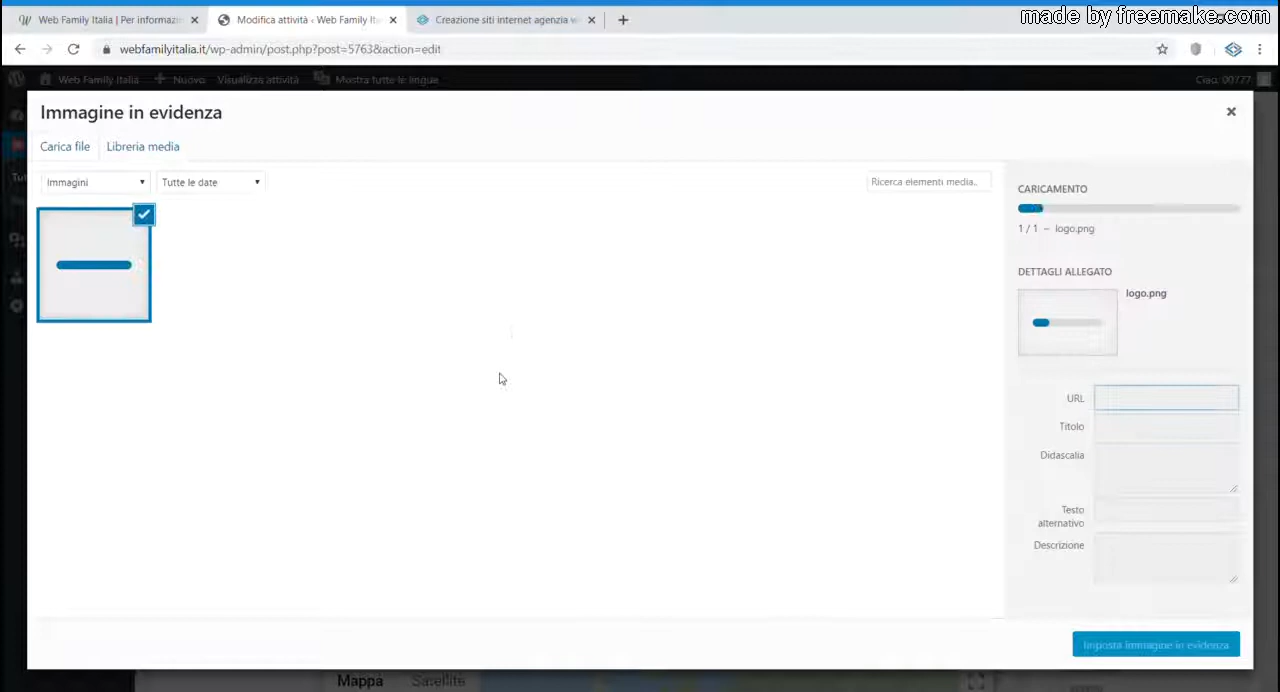 Web Family Italia | Per informazi
Modifica attività ‹ Web Family Ita
Creazione siti internet agenzia w
made by freemake.com
webfamilyitalia.it/wp-admin/post.php?post=5763&action=edit
Web Family Italia
Nuovo
Visualizza attività
Mostra tutte le lingue
Ciao, 00777
Immagine in evidenza
Carica file
Libreria media
Immagini
Tutte le date
Ricerca elementi media..
CARICAMENTO
1 / 1 – logo.png
DETTAGLI ALLEGATO
logo.png
URL
Titolo
Didascalia
Testo
alternativo
Descrizione
Imposta immagine in evidenza
Mappa
Satellite